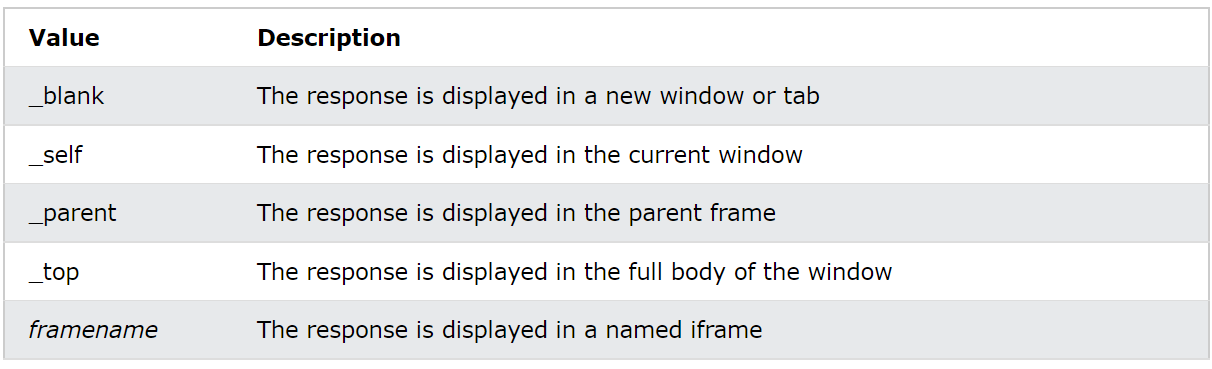 Value Description
_blank The response is displayed in a new window or tab
_self The response is displayed in the current window
_parent The response is displayed in the parent frame
_top The response is displayed in the full body of the window
framename The response is displayed in a named iframe